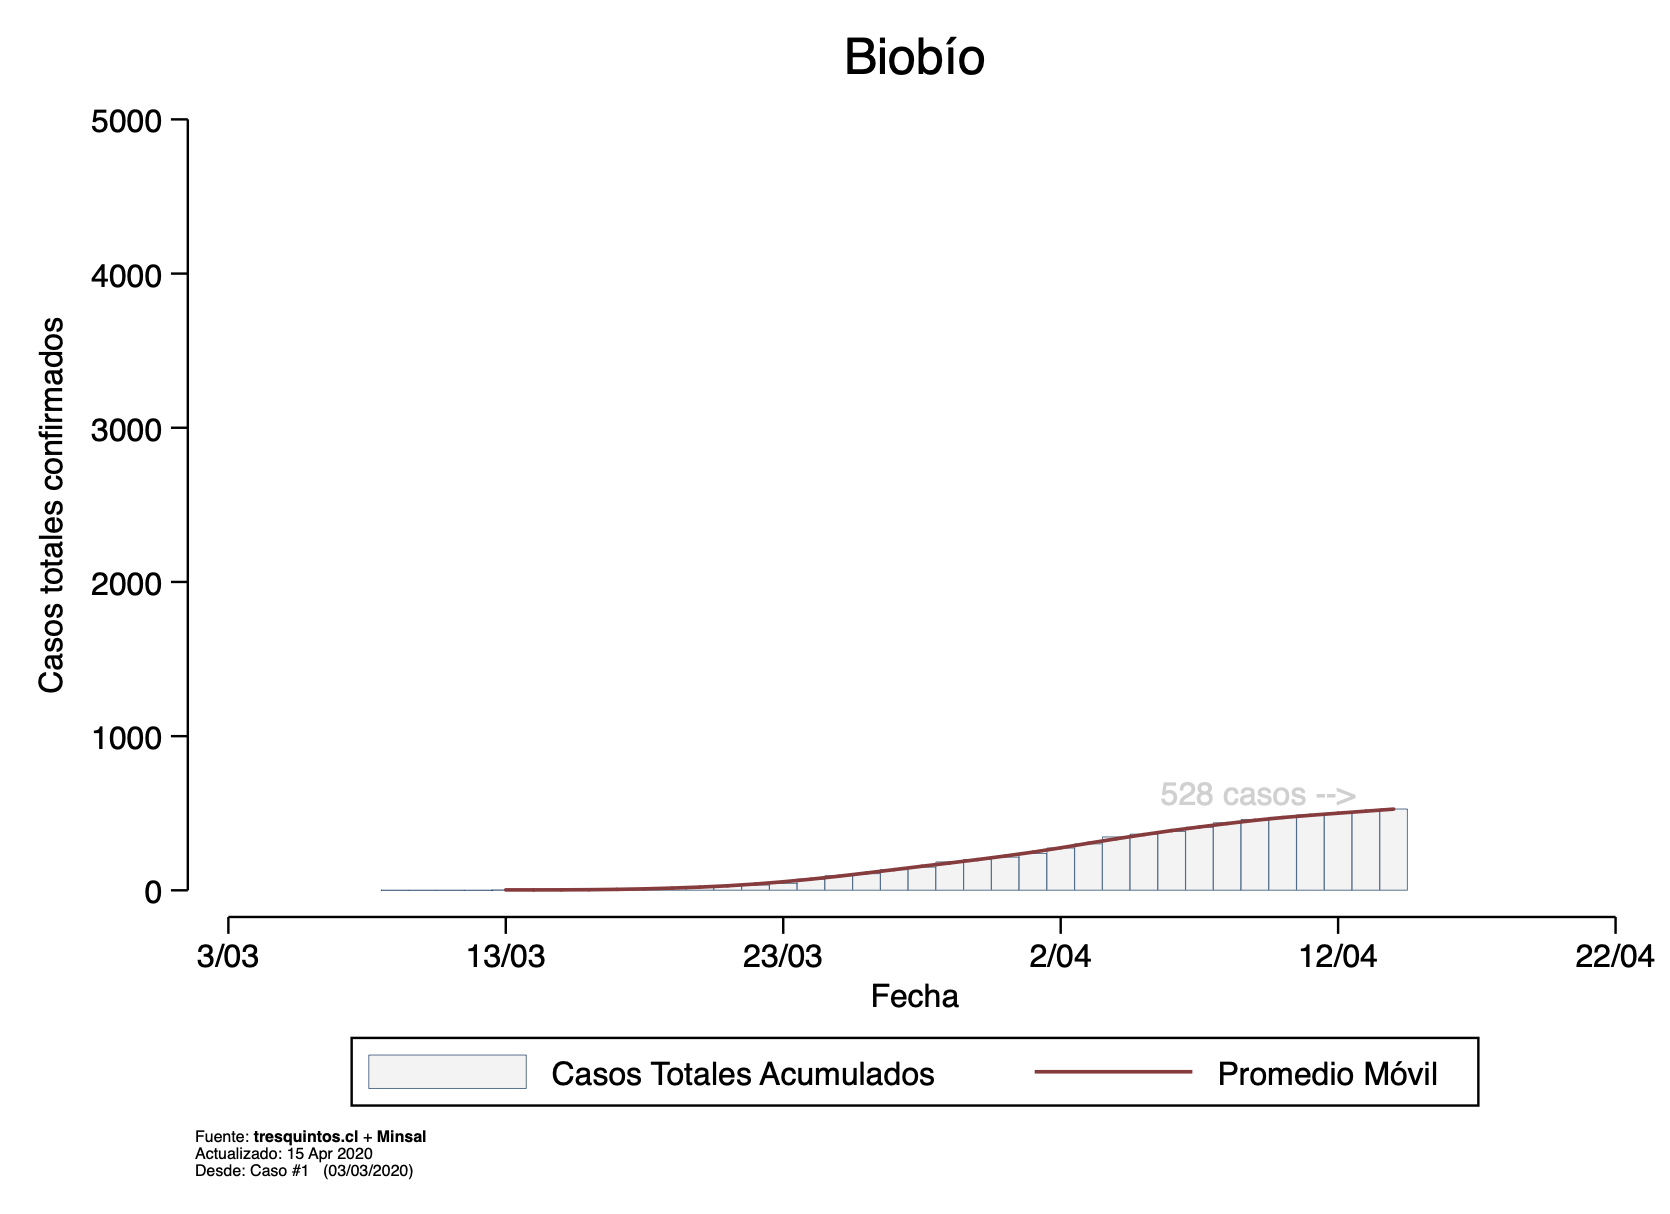 Biobío
5000
4000
3000
2000
1000
0
Casos totales confirmados
528 casos -->
3/03 13/03 23/03 2/04 12/04 22/04
Fecha
Casos Totales Acumulados Promedio Móvil
Fuente: tresquintos.cl + Minsal
Actualizado: 15 Apr 2020
Desde: Caso #1 (03/03/2020)